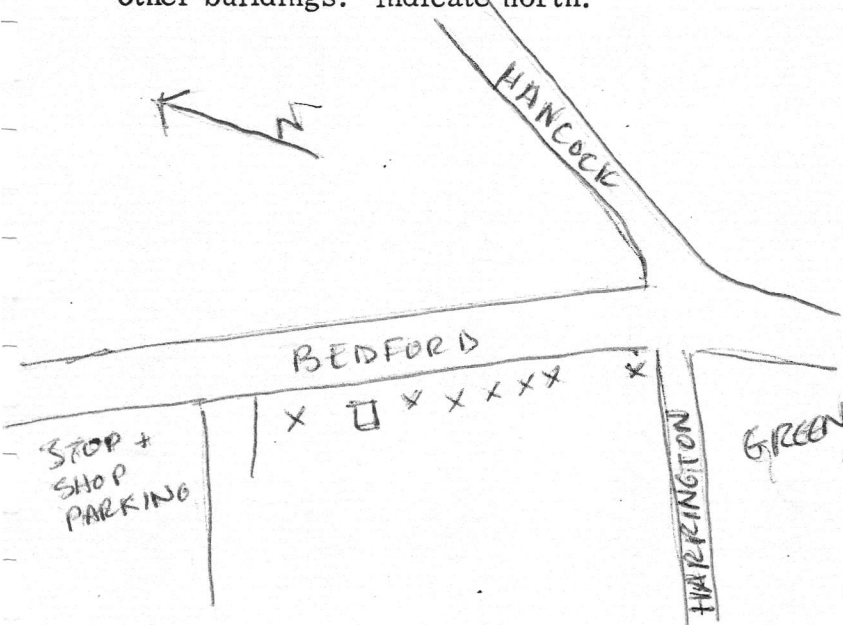 other buildings. Indicate north.
HANCOCK
N
BEDFORD
X X X X X X X
STOP +
SHOP
PARKING
HARRINGTON
GREEN